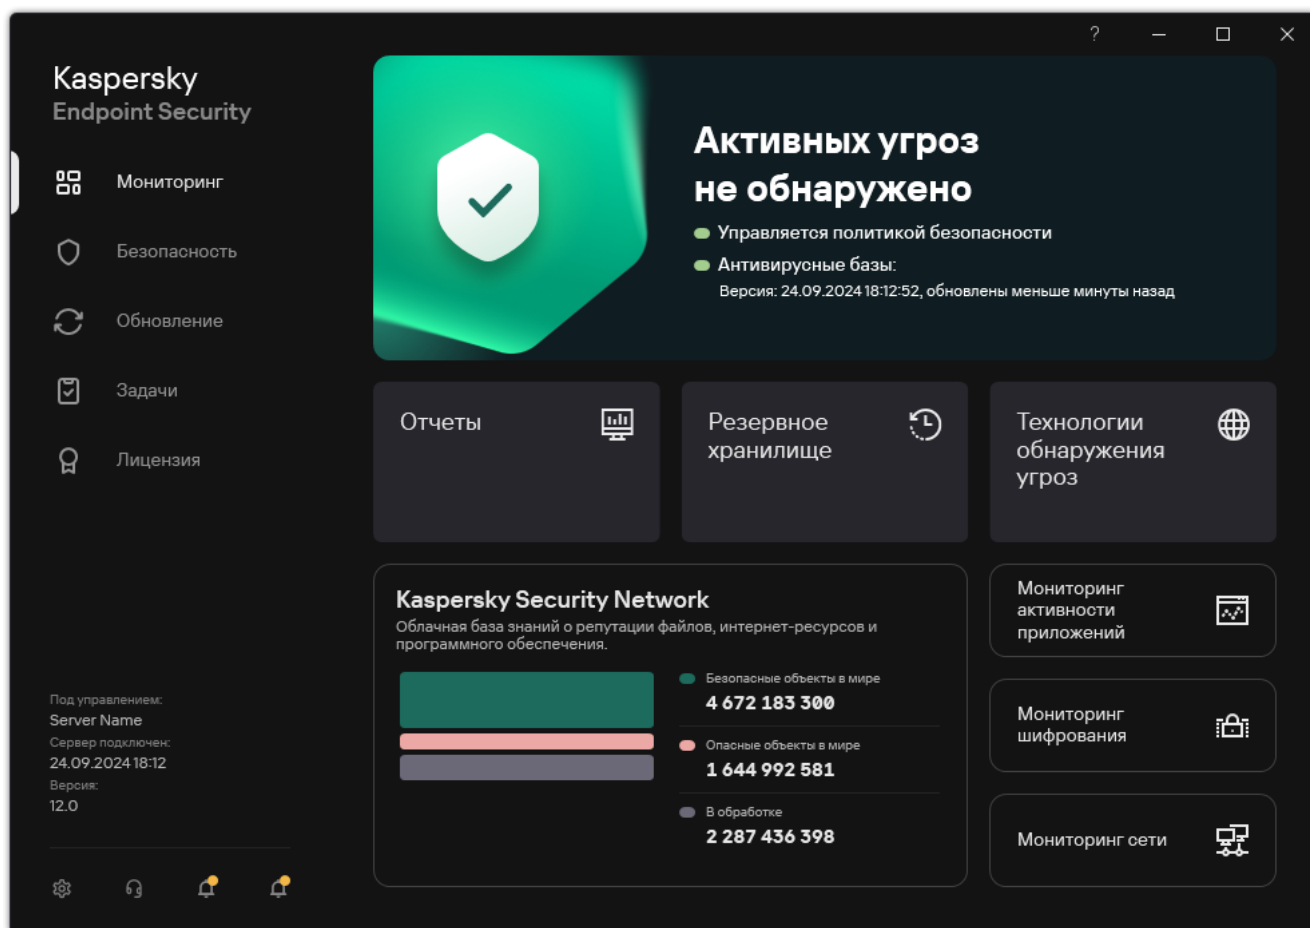 ?
Kaspersky
Endpoint Security
Мониторинг
Безопасность
Обновление
Задачи
Лицензия
Под управлением:
Server Name
Сервер подключен:
24.09.2024 18:12
Версия:
12.0
Активных угроз
не обнаружено
Управляется политикой безопасности
Антивирусные базы:
Версия: 24.09.2024 18:12:52, обновлены меньше минуты назад
Отчеты
Резервное
хранилище
Технологии
обнаружения
угроз
Kaspersky Security Network
Облачная база знаний о репутации файлов, интернет-ресурсов и
программного обеспечения.
Безопасные объекты в мире
4 672 183 300
Опасные объекты в мире
1 644 992 581
В обработке
2 287 436 398
Мониторинг
активности
приложений
Мониторинг
шифрования
Мониторинг сети